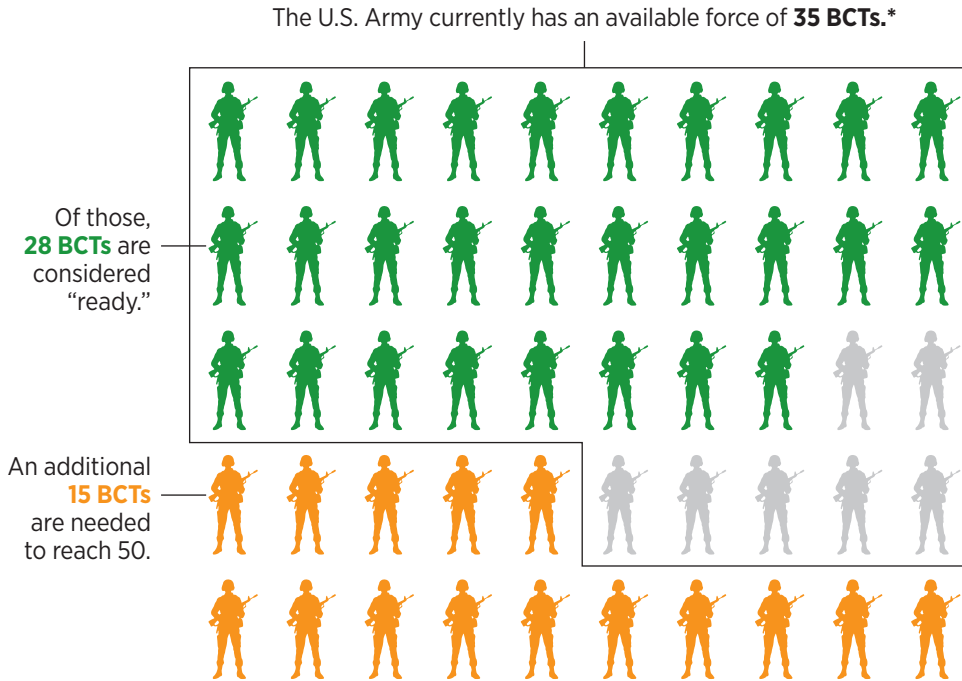 The U.S. Army currently has an available force of 35 BCTs.*
Of those,
28 BCTs are
considered
“ready.”
An additional
15 BCTs
are needed
to reach 50.